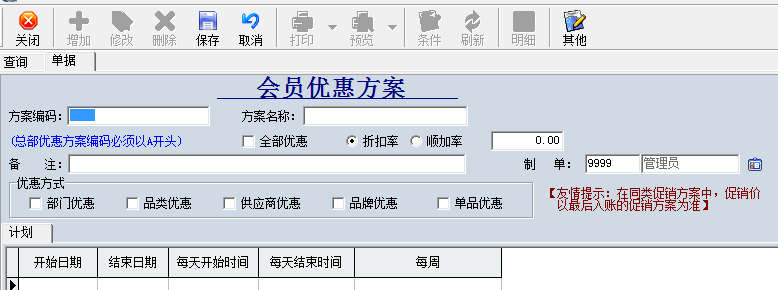 关闭 增加 修改 删除 保存 取消 打印 预览 条件 刷新 明细 其他
查询 单据
会员优惠方案
方案编码: 方案名称:
(总部优惠方案编码必须以A开头) 全部优惠 折扣率 顺加率 0.00
备 注: 制 单: 9999 管理员
优惠方式
部门优惠 品类优惠 供应商优惠 品牌优惠 单品优惠
【友情提示：在同类促销方案中，促销价
以最后入账的促销方案为准】
计划
开始日期 结束日期 每天开始时间 每天结束时间 每周